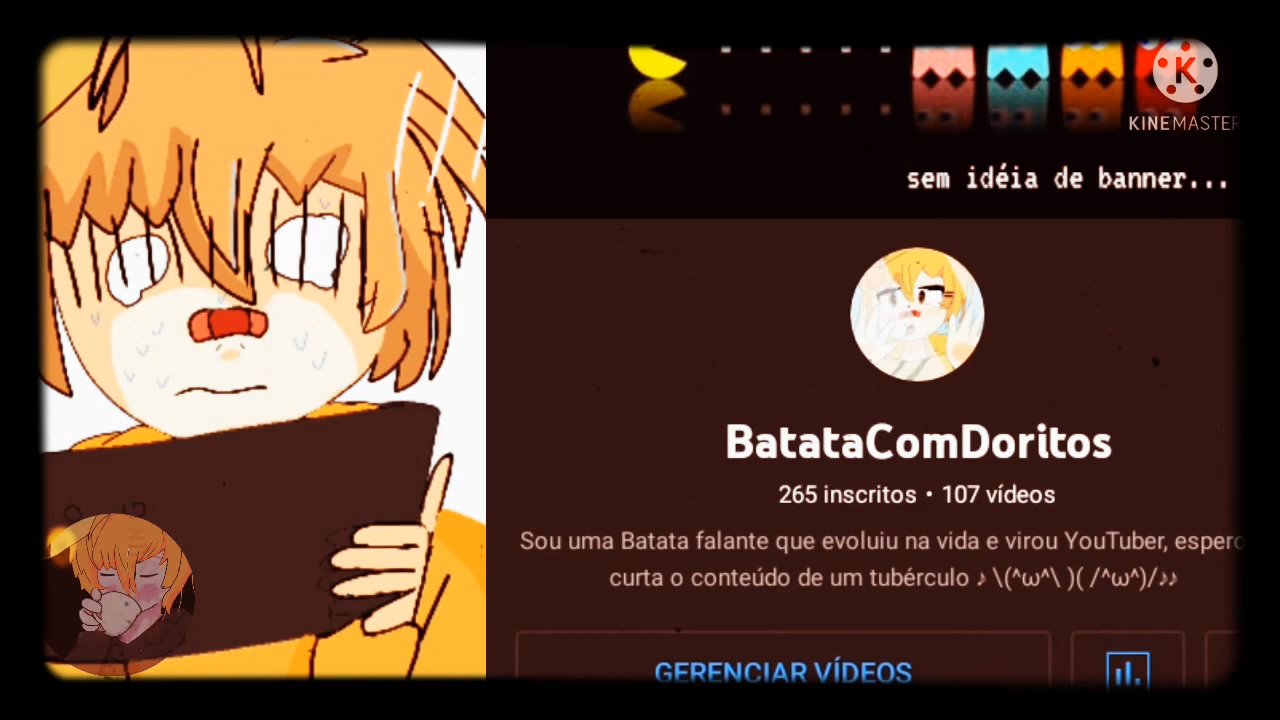 K
KINEMASTER
sem idéia de banner...
BatataComDoritos
265 inscritos • 107 vídeos
Sou uma Batata falante que evoluiu na vida e virou YouTuber, espero
curta o conteúdo de um tubérculo ♪ \(^ω^\ )( /^ω^)/♪♪
GERENCIAR VÍDEOS